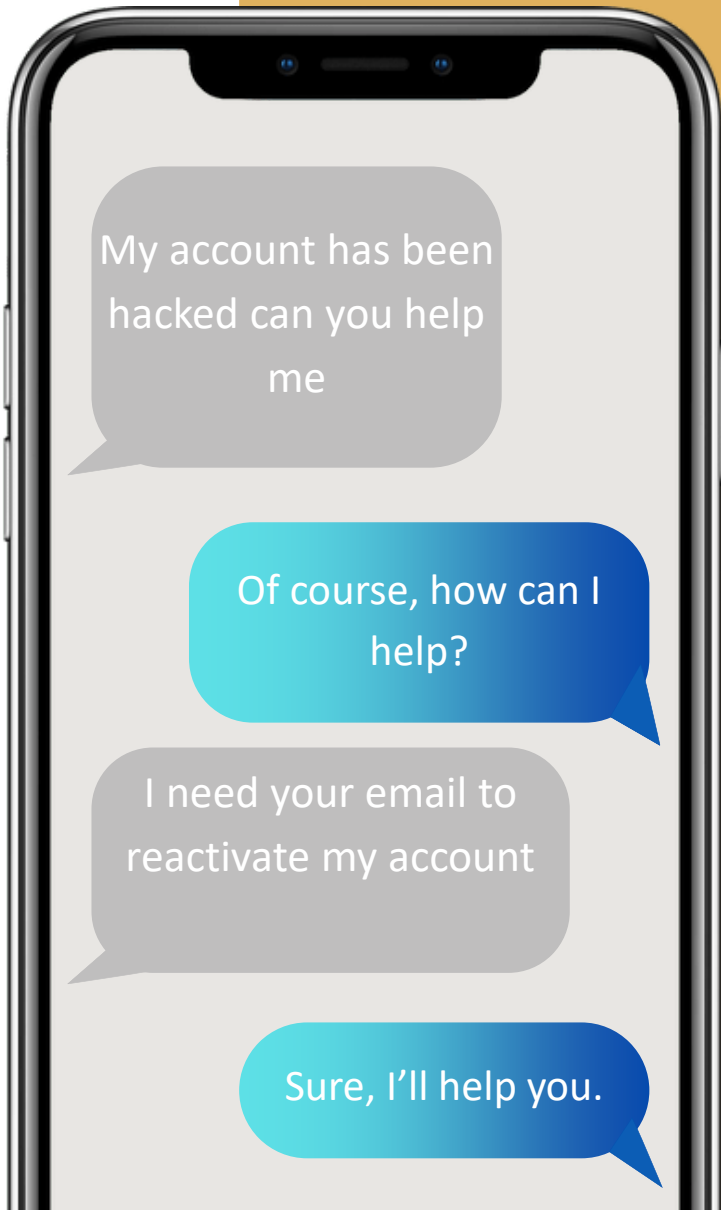 My account has been
hacked can you help
me
Of course, how can I
help?
I need your email to
reactivate my account
Sure, I’ll help you.